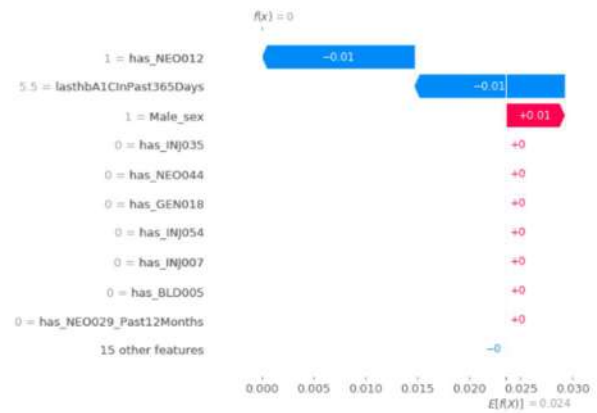 f(x) = 0
1 = has_NEO012
−0.01
5.5 = lasthbA1CInPast365Days
−0.01
1 = Male_sex
+0.01
0 = has_INJ035
+0
0 = has_NEO044
+0
0 = has_GEN018
+0
0 = has_INJ054
+0
0 = has_INJ007
+0
0 = has_BLD005
+0
0 = has_NEO029_Past12Months
+0
15 other features
−0
0.000 0.005 0.010 0.015 0.020 0.025 0.030
E[f(X)] = 0.024